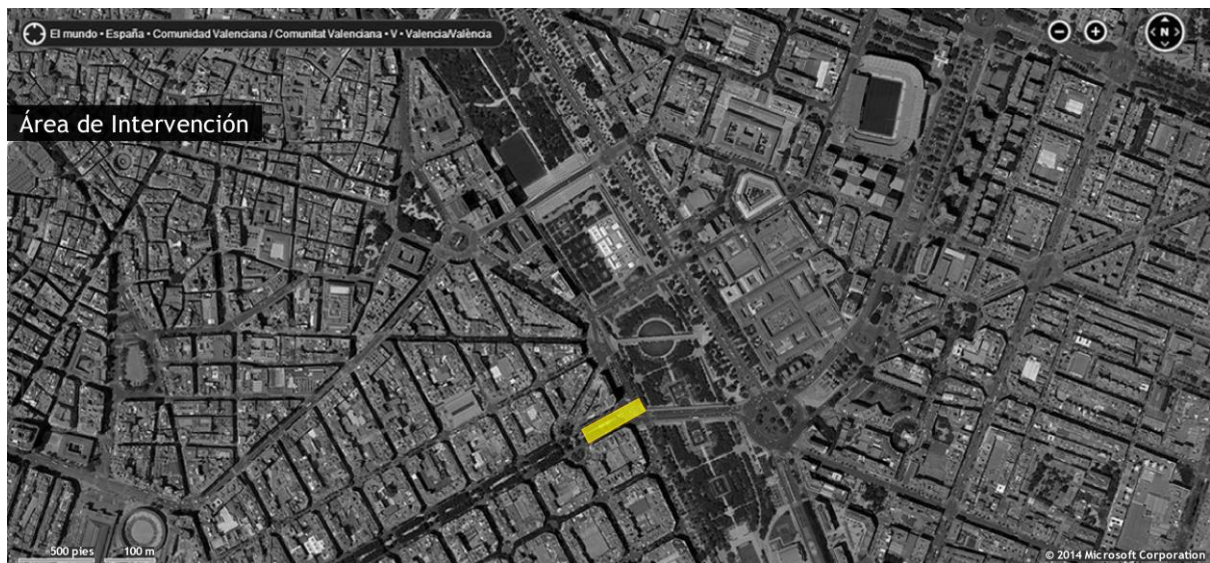 El mundo • España • Comunidad Valenciana / Comunitat Valenciana • V • Valencia/València
N
Área de Intervención
500 pies 100 m
© 2014 Microsoft Corporation